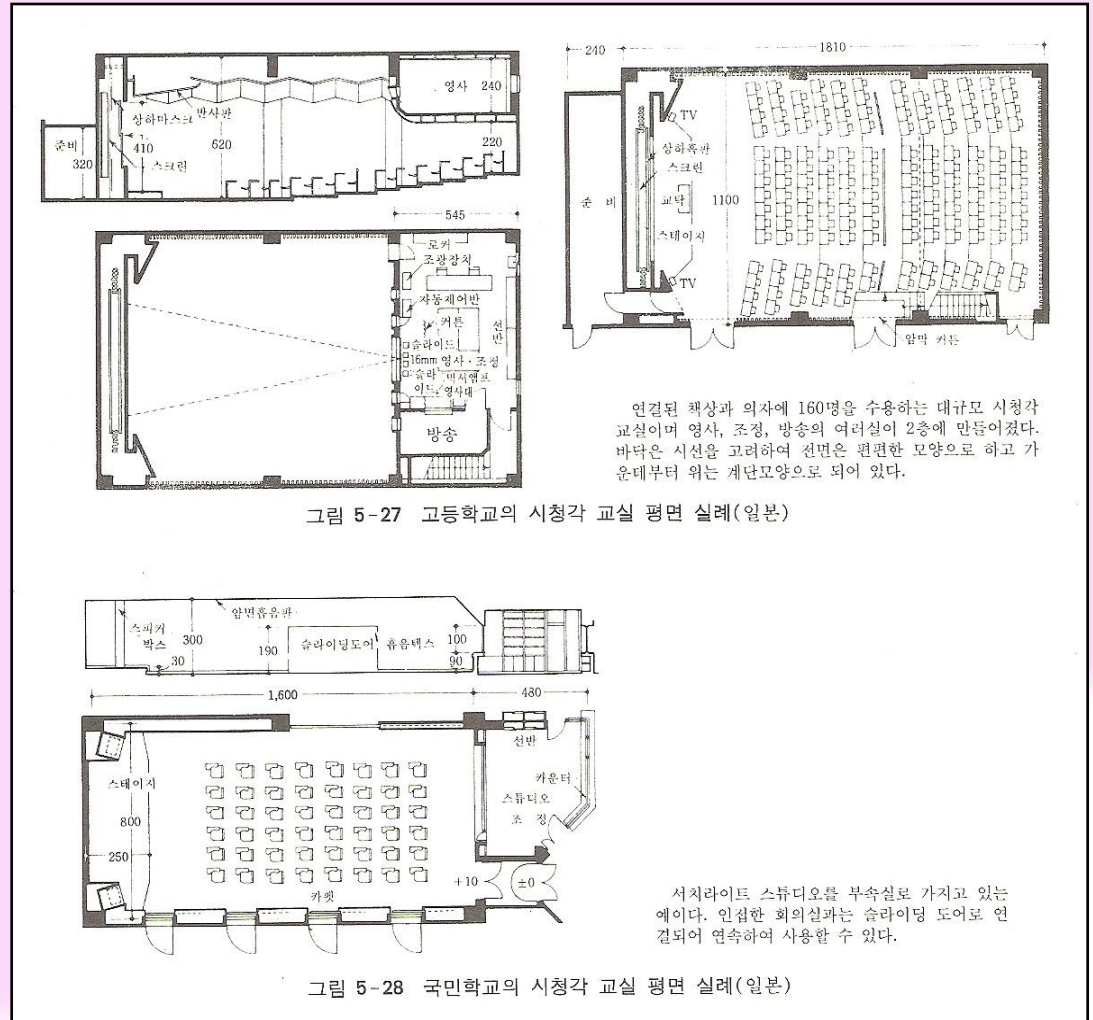 영사 240
상하마스크 반사판
준비
320
410
620
스크린
220
545
로커
조광장치
자동제어반
커튼
선반
슬라이드
16mm 영사·조정
슬라
이드
믹서앰프
영사대
방송
240
1810
TV
상하흑판
스크린
준비
교탁
1100
스테이지
TV
암막 커튼
연결된 책상과 의자에 160명을 수용하는 대규모 시청각
교실이며 영사, 조정, 방송의 여러실이 2층에 만들어졌다.
바닥은 시선을 고려하여 전면은 편편한 모양으로 하고 가
운데부터 위는 계단모양으로 되어 있다.
그림 5-27 고등학교의 시청각 교실 평면 실례(일본)
암면흡음판
스피커
박스
300
30
190
슬라이딩도어 흡음텍스
100
90
1,600
480
선반
스테이지
카운터
스튜디오
조 정
800
250
카펫
+10
±0
서치라이트 스튜디오를 부속실로 가지고 있는
예이다. 인접한 회의실과는 슬라이딩 도어로 연
결되어 연속하여 사용할 수 있다.
그림 5-28 국민학교의 시청각 교실 평면 실례(일본)